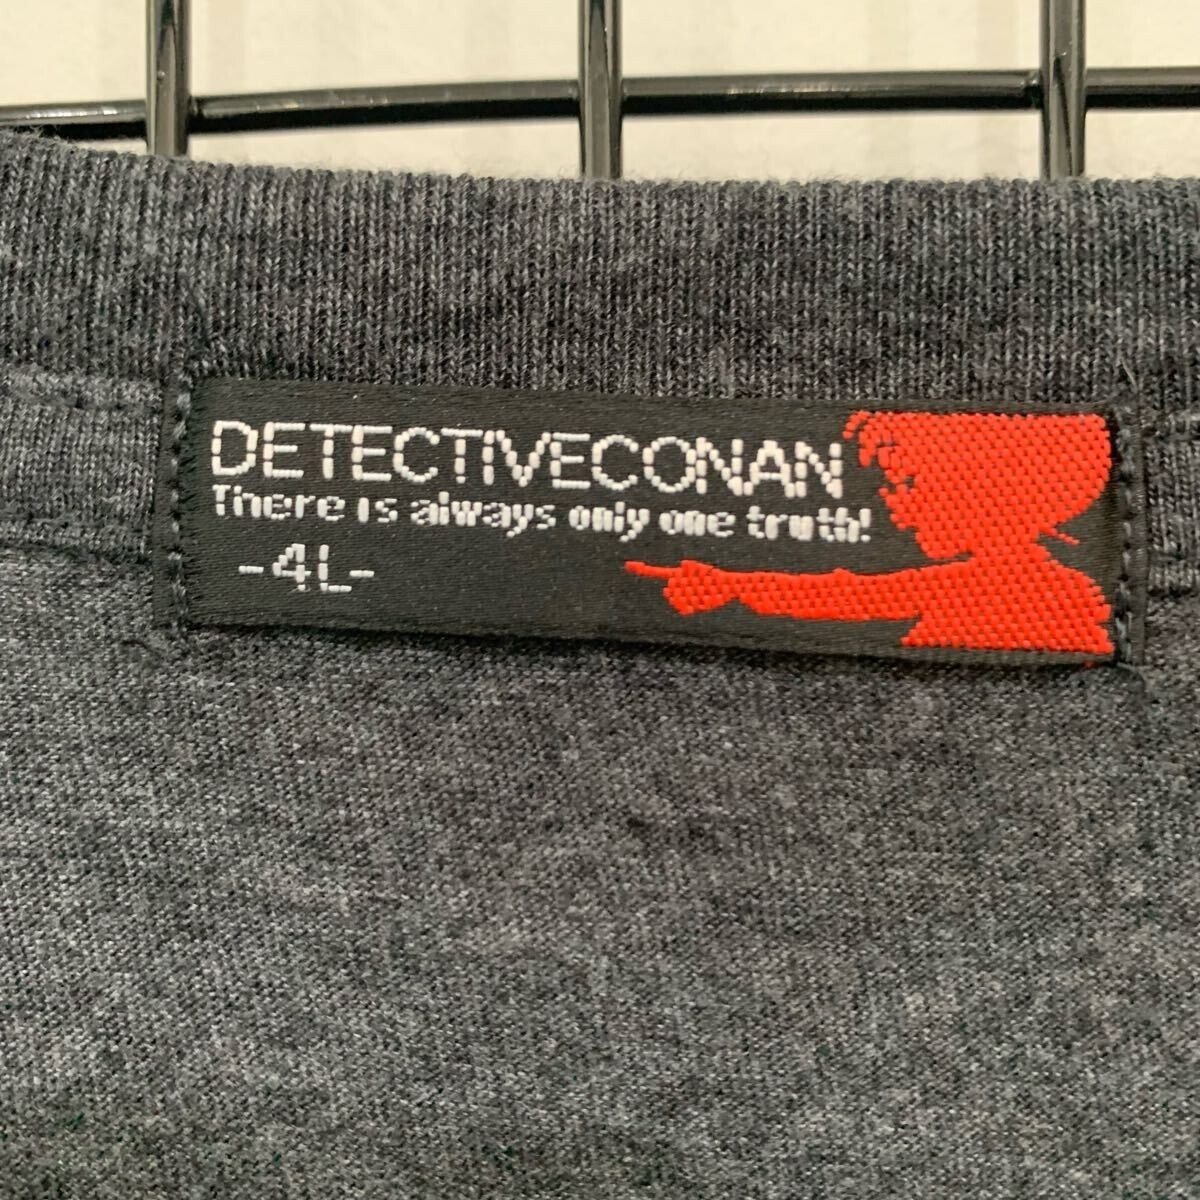 DETECTIVECONAN
There is always only one truth!
-4L-